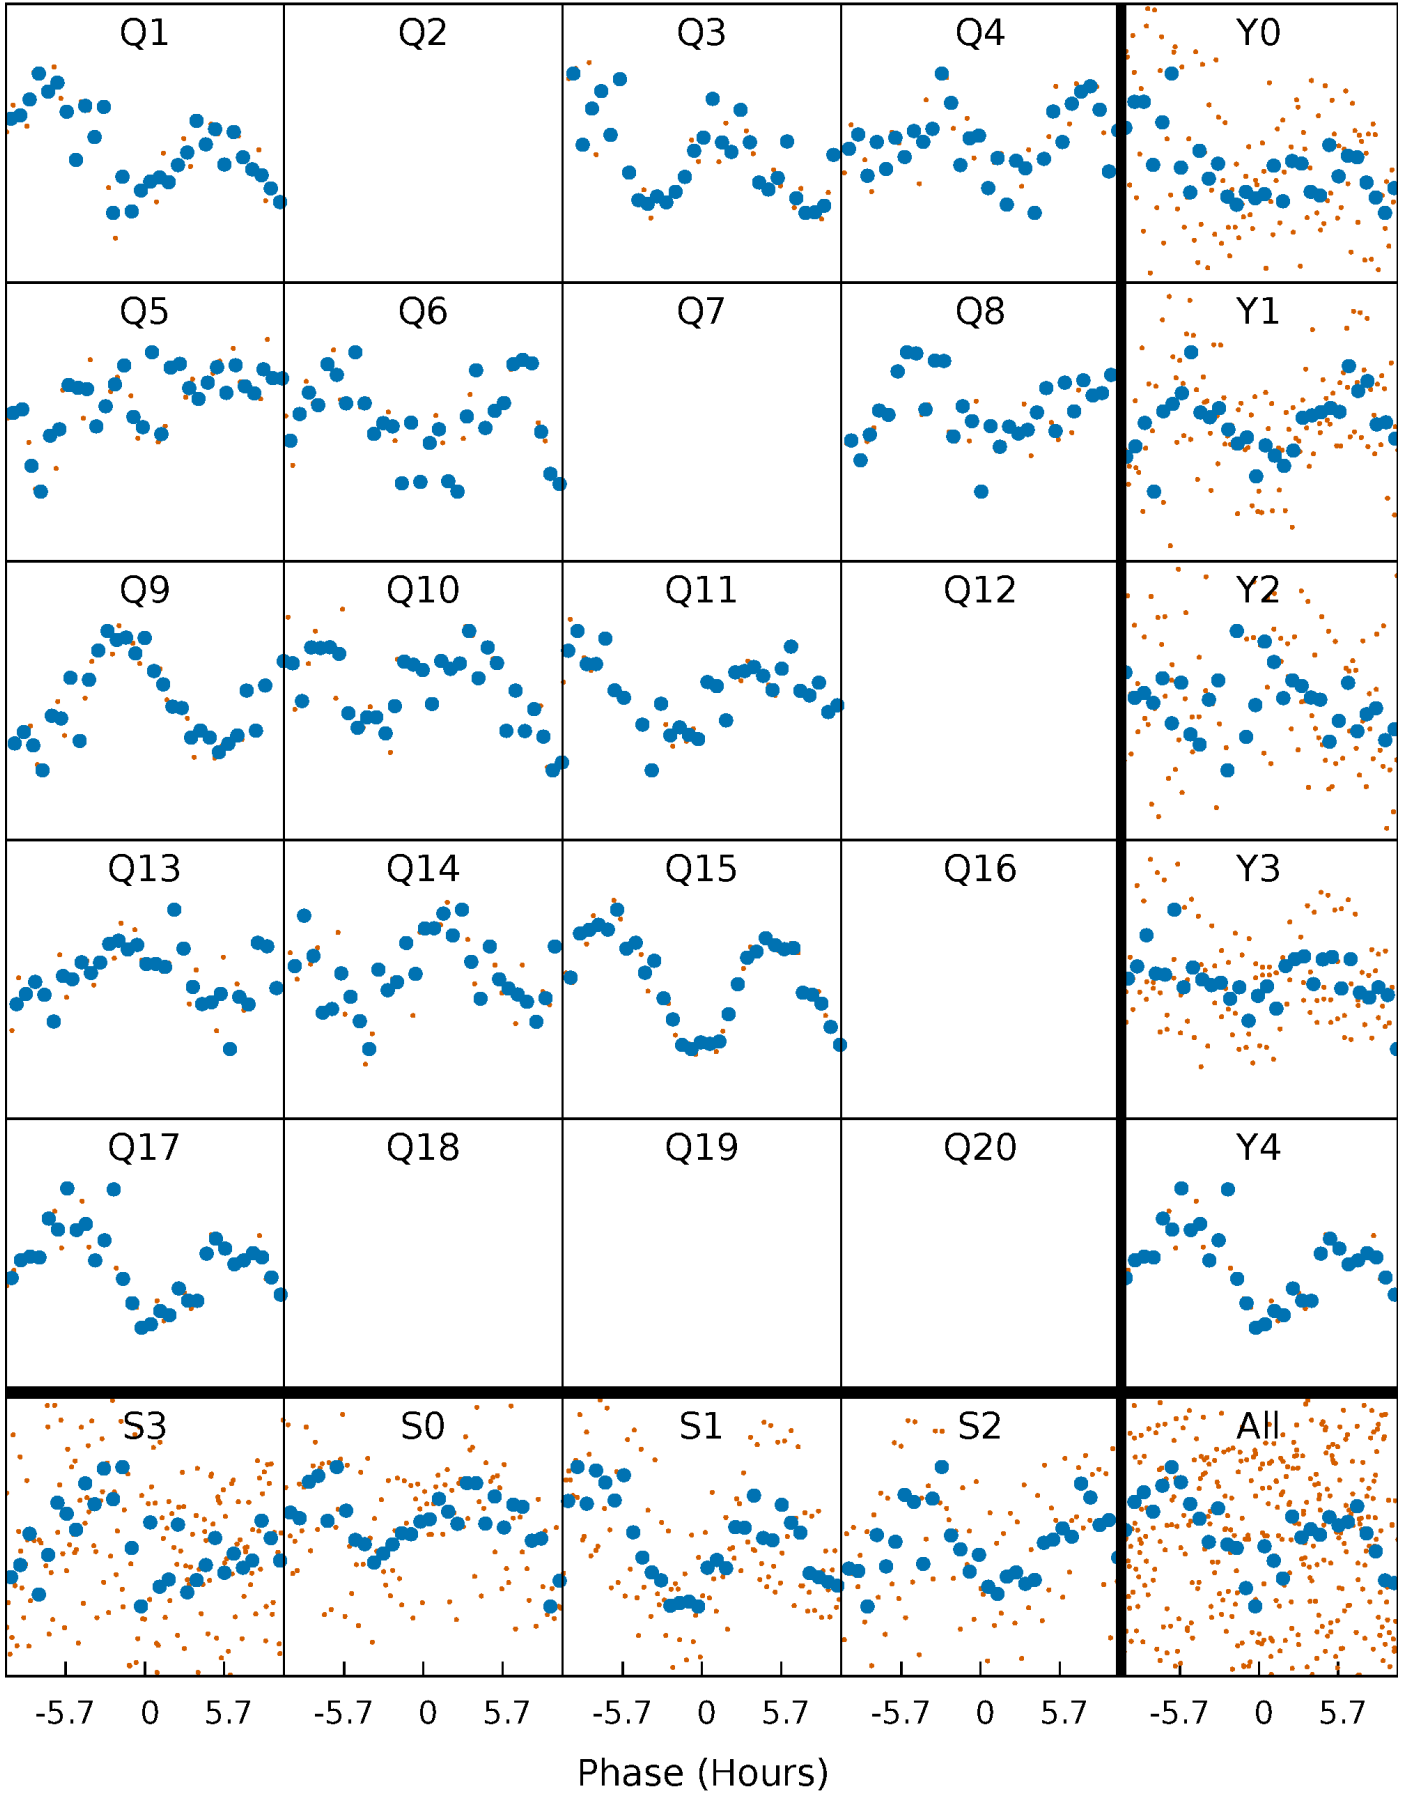 Q1 Q2 Q3 Q4 Y0
Q5 Q6 Q7 Q8 Y1
Q9 Q10 Q11 Q12 Y2
Q13 Q14 Q15 Q16 Y3
Q17 Q18 Q19 Q20 Y4
S3 S0 S1 S2 All
-5.7 0 5.7 -5.7 0 5.7 -5.7 0 5.7 -5.7 0 5.7 -5.7 0 5.7
Phase (Hours)